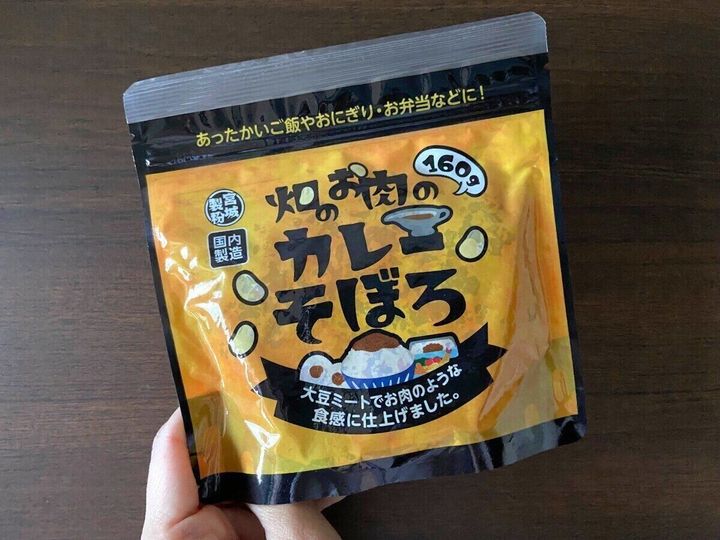 あったかいご飯やおにぎり・お弁当などに!
160g
宮城
製粉
国内
製造
畑のお肉の
カレー
そぼろ
大豆ミートでお肉のような
食感に仕上げました。